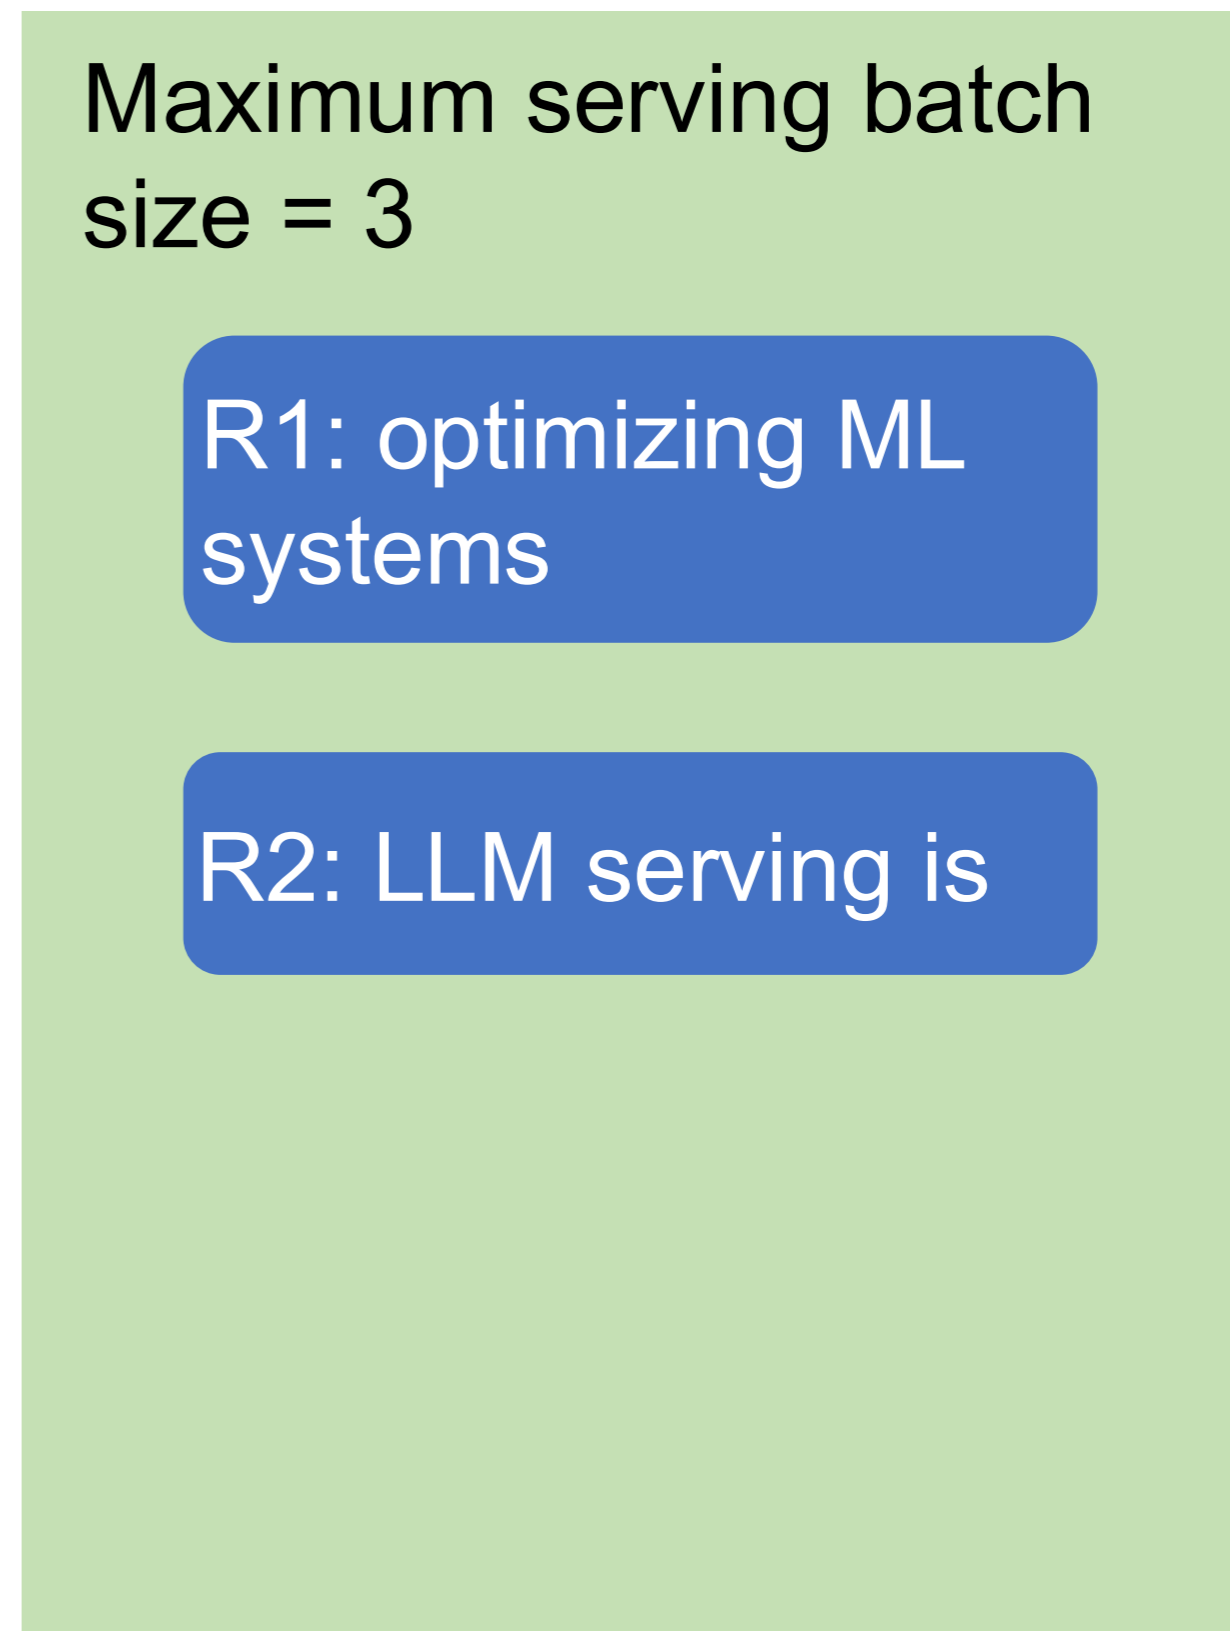 Maximum serving batch
size = 3
R1: optimizing ML
systems
R2: LLM serving is